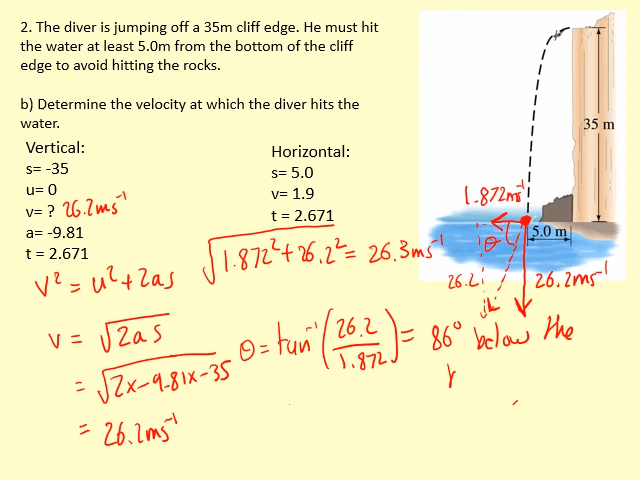 2. The diver is jumping off a 35m cliff edge. He must hit
the water at least 5.0m from the bottom of the cliff
edge to avoid hitting the rocks.
b) Determine the velocity at which the diver hits the
water.
Vertical:
s= -35
u= 0
v= ? 26.2ms⁻¹
a= -9.81
t = 2.671
Horizontal:
s= 5.0
v= 1.9
t = 2.671
35 m
1.872ms⁻¹
5.0 m
θ
26.2
26.2ms⁻¹
v² = u² + 2as
√1.872² + 26.2² = 26.3ms⁻¹
v = √2as
= √2x-9.81x-35
= 26.2ms⁻¹
θ = tan⁻¹ (26.2/1.872) = 86° below the